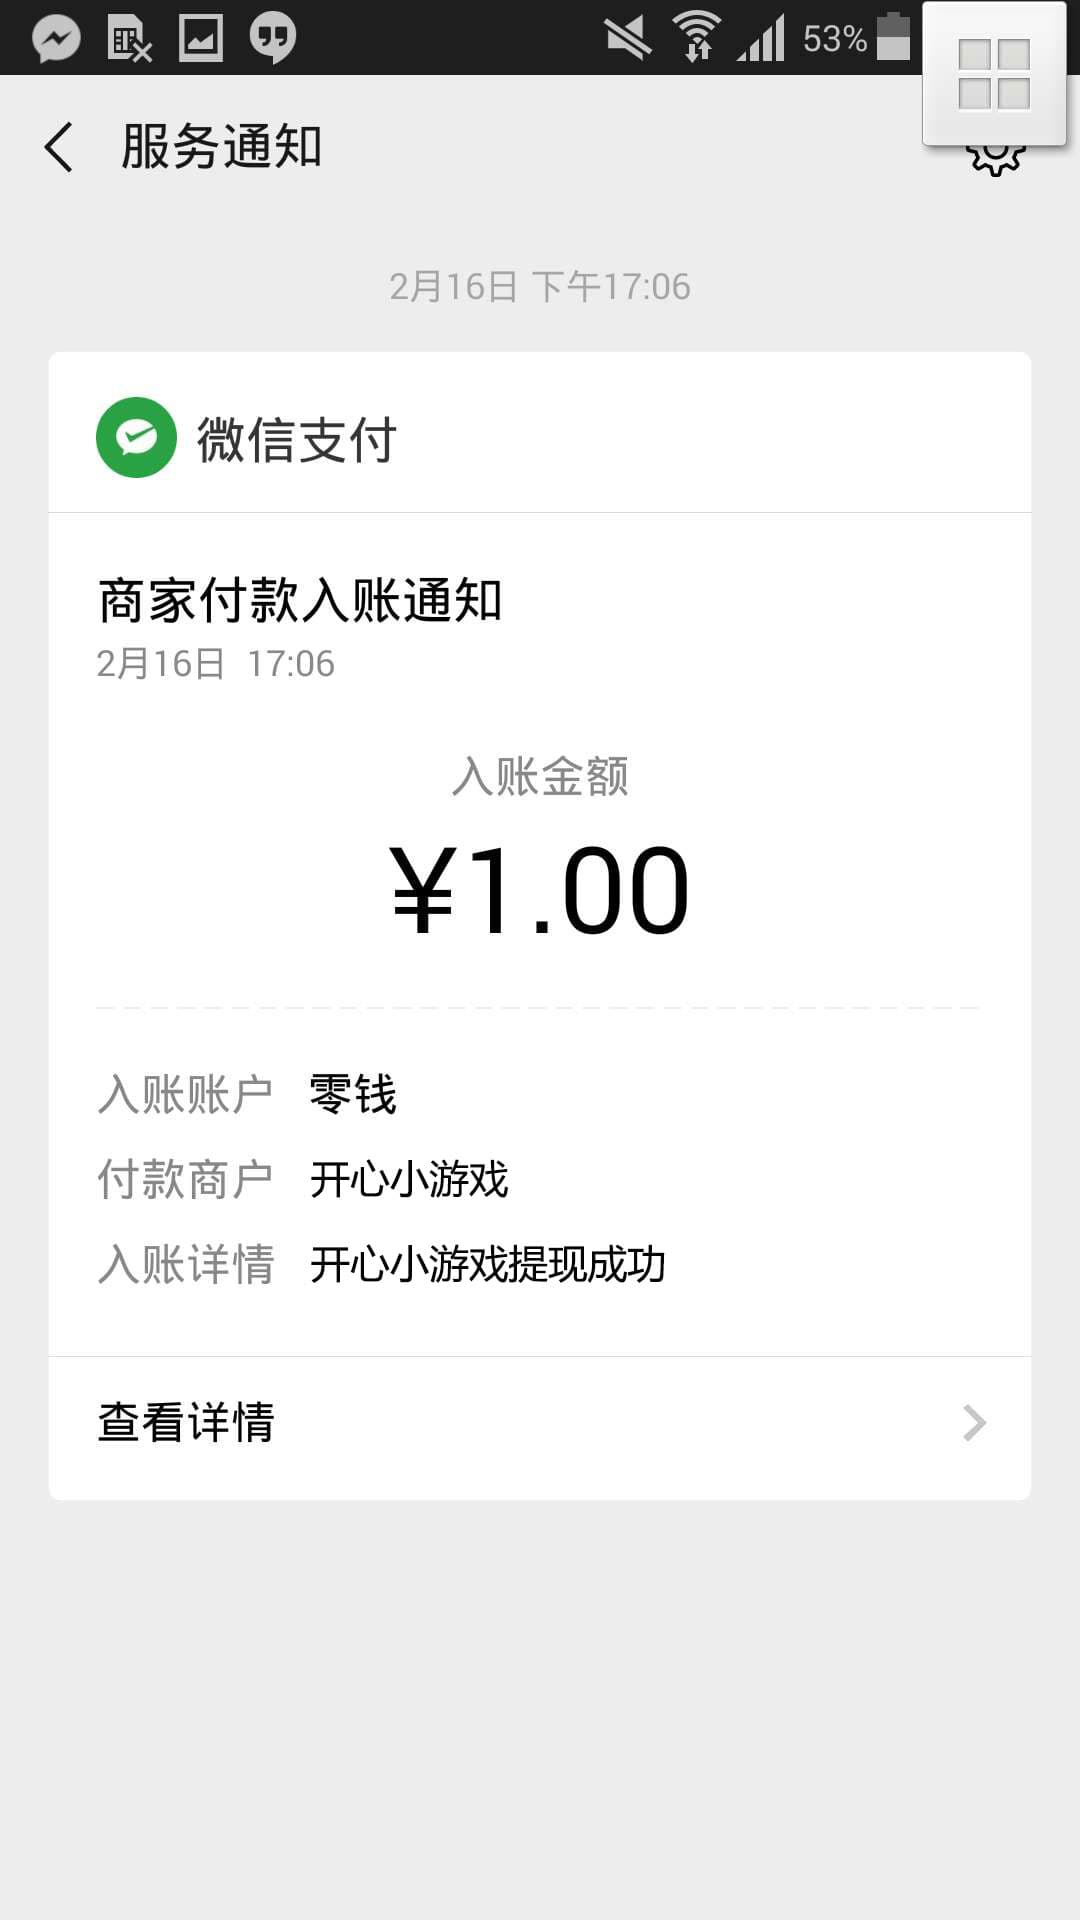 53%
服务通知
2月16日 下午17:06
微信支付
商家付款入账通知
2月16日 17:06
入账金额
¥1.00
入账账户 零钱
付款商户 开心小游戏
入账详情 开心小游戏提现成功
查看详情